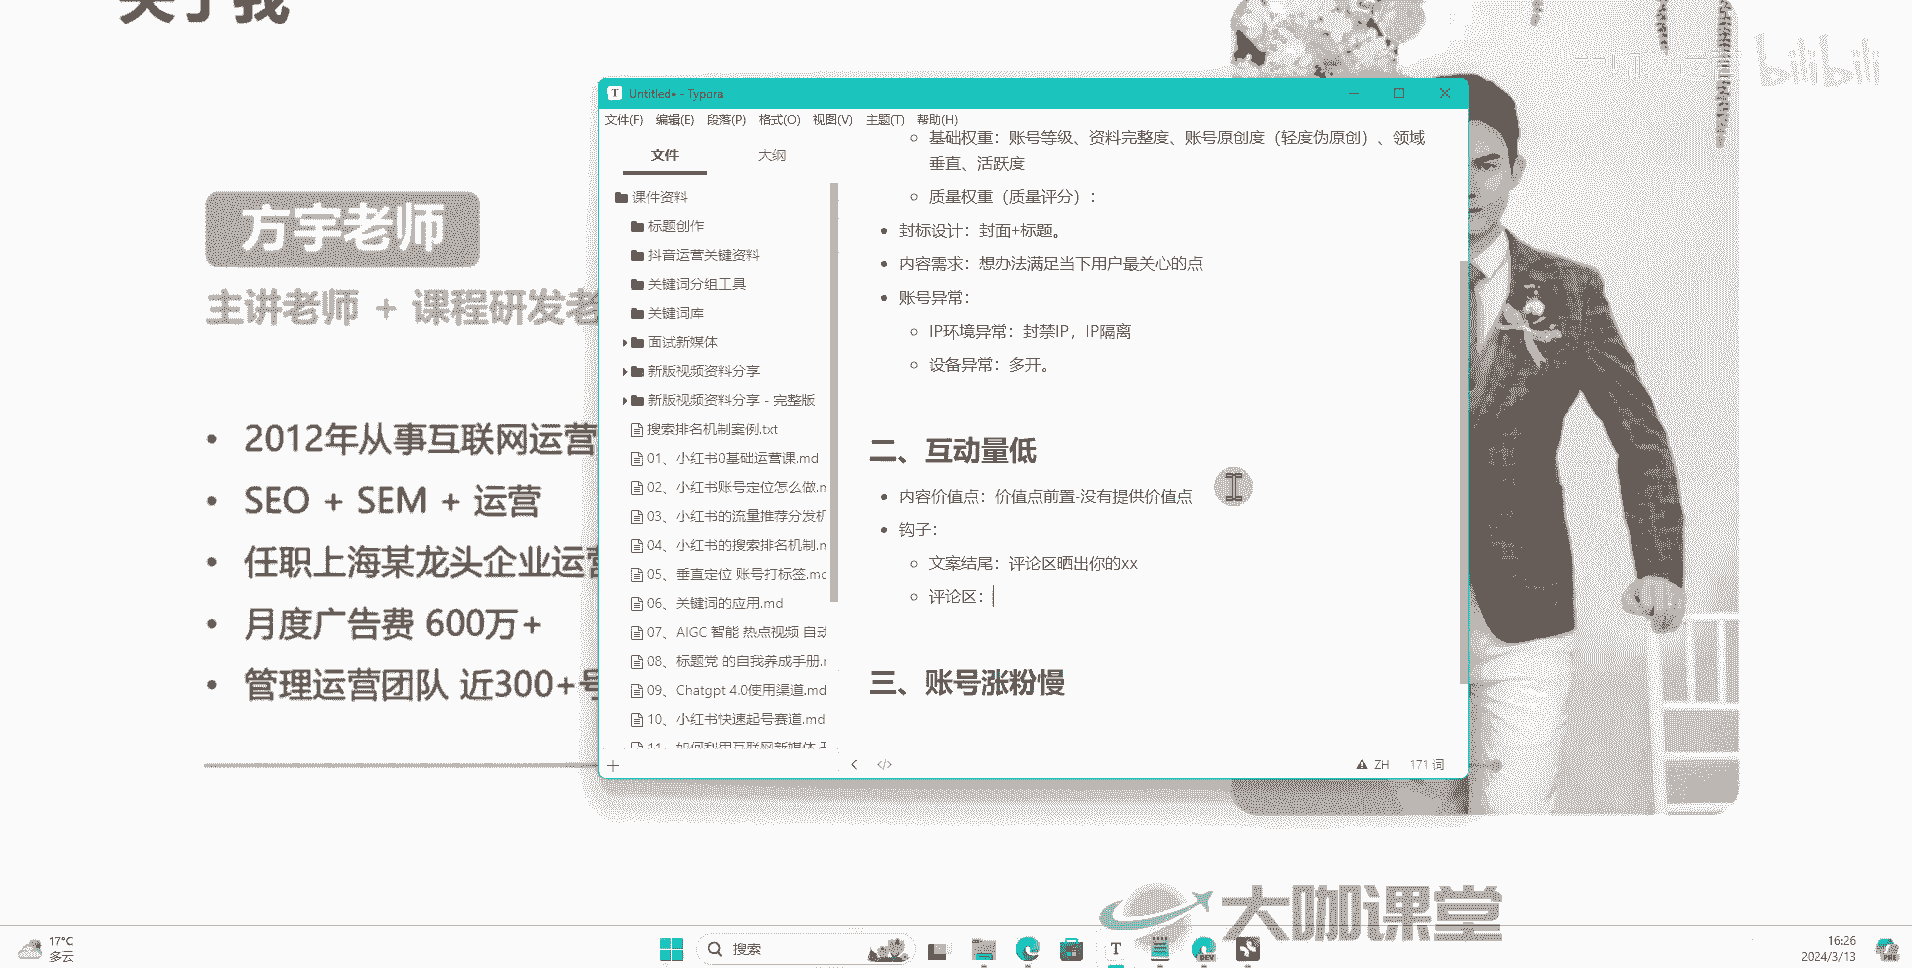 关于我
bilibili
方宇老师
主讲老师 + 课程研发老
2012年从事互联网运营
SEO + SEM + 运营
任职上海某龙头企业运营
月度广告费 600万+
管理运营团队 近300+号
Untitled• - Typora
文件(F) 编辑(E) 段落(P) 格式(O) 视图(V) 主题(T) 帮助(H)
文件 大纲
课件资料
标题创作
抖音运营关键资料
关键词分组工具
关键词库
面试新媒体
新版视频资料分享
新版视频资料分享 - 完整版
搜索排名机制案例.txt
01、小红书0基础运营课.md
02、小红书账号定位怎么做.m
03、小红书的流量推荐分发机
04、小红书的搜索排名机制.m
05、垂直定位 账号打标签.md
06、关键词的应用.md
07、AIGC 智能 热点视频 自动
08、标题党 的自我养成手册.m
09、Chatgpt 4.0使用渠道.md
10、小红书快速起号赛道.md
11、如何利用互联网新媒体
基础权重：账号等级、资料完整度、账号原创度（轻度伪原创）、领域
垂直、活跃度
质量权重（质量评分）：
封标设计：封面+标题。
内容需求：想办法满足当下用户最关心的点
账号异常：
IP环境异常：封禁IP，IP隔离
设备异常：多开。
二、互动量低
内容价值点：价值点前置-没有提供价值点
钩子：
文案结尾：评论区晒出你的xx
评论区：
三、账号涨粉慢
ZH 171 词
大咖课堂
17°C
多云
搜索
16:26
2024/3/13